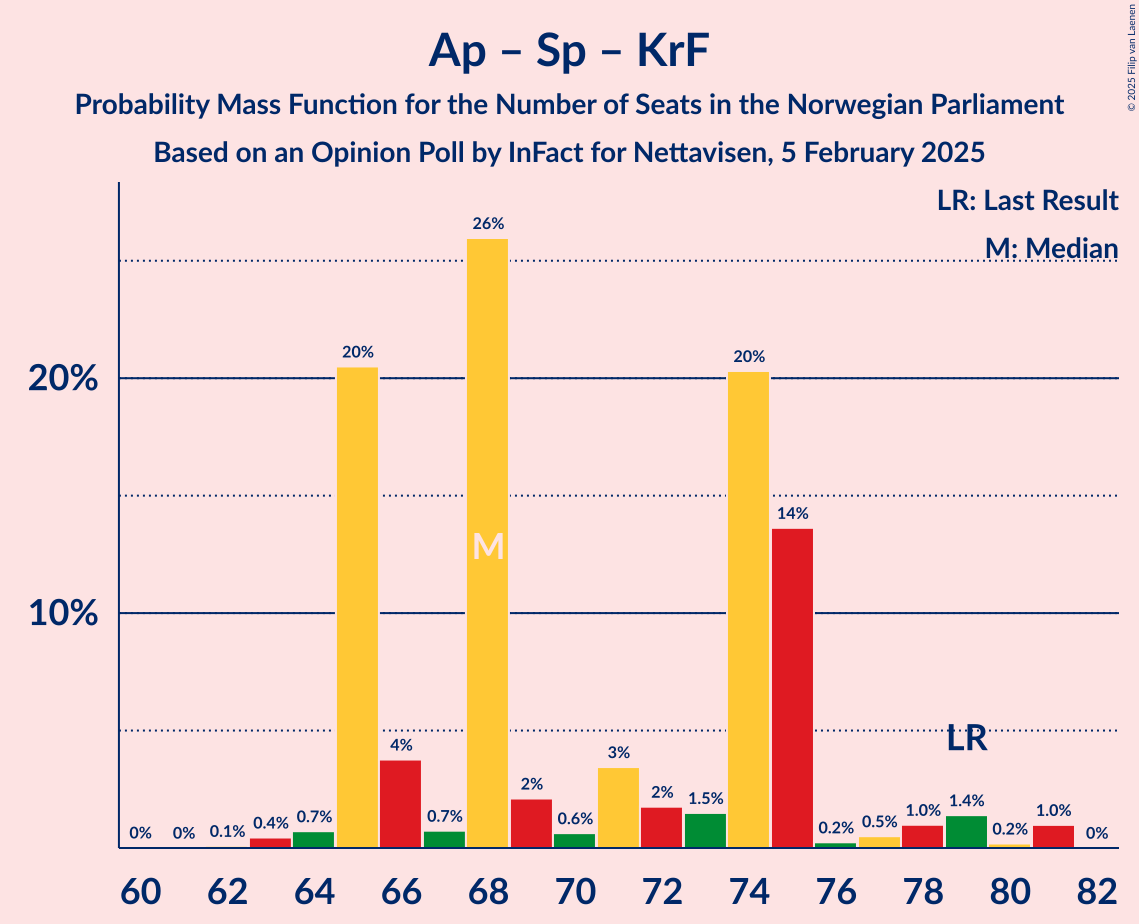 Ap – Sp – KrF
Probability Mass Function for the Number of Seats in the Norwegian Parliament
Based on an Opinion Poll by InFact for Nettavisen, 5 February 2025
© 2025 Filip van Laenen
LR: Last Result
M: Median
20%
10%
0%
0%
0.1%
0.4%
0.7%
20%
4%
0.7%
26%
M
2%
0.6%
3%
2%
1.5%
20%
14%
0.2%
0.5%
1.0%
1.4%
LR
0.2%
1.0%
0%
60 62 64 66 68 70 72 74 76 78 80 82